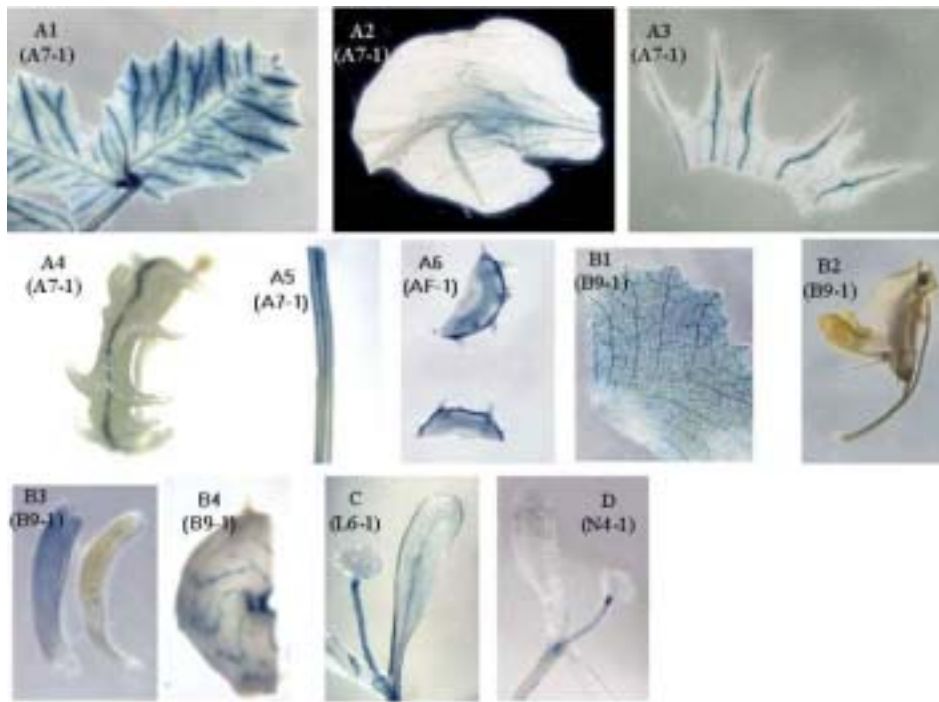 A1
(A7-1)
A2
(A7-1)
A3
(A7-1)
A4
(A7-1)
A5
(A7-1)
A6
(AF-1)
B1
(B9-1)
B2
(B9-1)
B3
(B9-1)
B4
(B9-1)
C
(L6-1)
D
(N4-1)